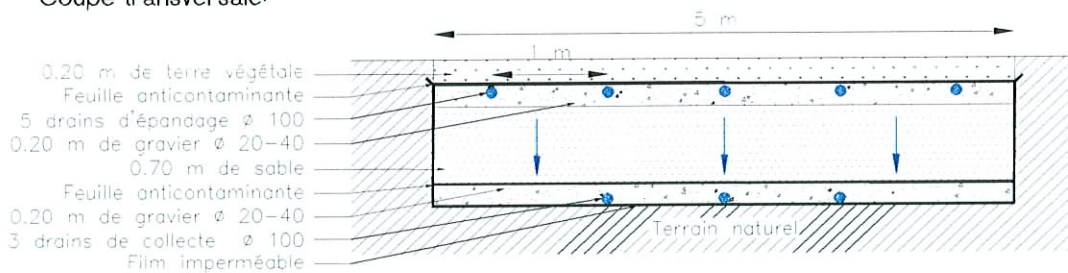 Coupe transversale
5 m
1 m
0.20 m de terre végétale
Feuille anticontaminante
5 drains d'épandage ø 100
0.20 m de gravier ø 20-40
0.70 m de sable
Feuille anticontaminante
0.20 m de gravier ø 20-40
3 drains de collecte ø 100
Film imperméable
Terrain naturel